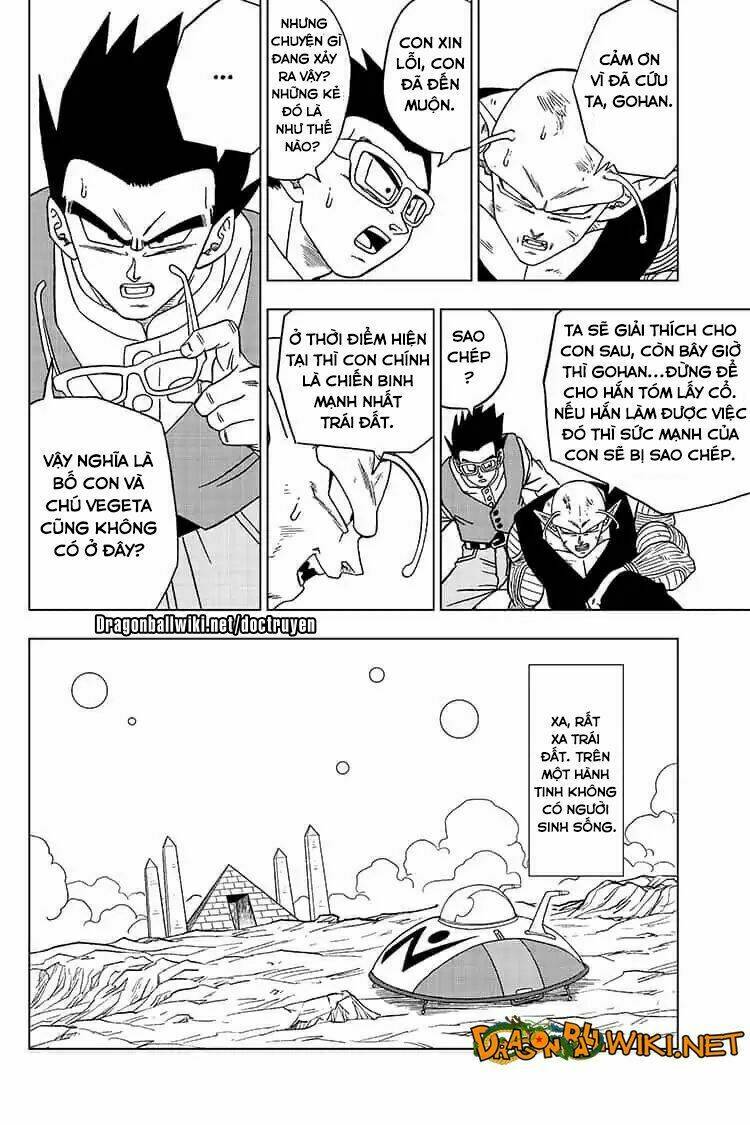 CẢM ƠN
VÌ ĐÃ CỨU
TA, GOHAN.
CON XIN
LỖI, CON
ĐÃ ĐẾN
MUỘN.
NHƯNG
CHUYỆN GÌ
ĐANG XẢY
RA VẬY?
NHỮNG KẺ
ĐÓ LÀ
NHƯ THẾ
NÀO?
...
TA SẼ GIẢI THÍCH CHO
CON SAU, CÒN BÂY GIỜ
THÌ GOHAN...ĐỪNG ĐỂ
CHO HẮN TÓM LẤY CỔ.
NẾU HẮN LÀM ĐƯỢC VIỆC
ĐÓ THÌ SỨC MẠNH CỦA
CON SẼ BỊ SAO CHÉP.
SAO
CHÉP
?
Ở THỜI ĐIỂM HIỆN
TẠI THÌ CON CHÍNH
LÀ CHIẾN BINH
MẠNH NHẤT
TRÁI ĐẤT.
VẬY NGHĨA LÀ
BỐ CON VÀ
CHÚ VEGETA
CŨNG KHÔNG
CÓ Ở ĐÂY?
Dragonballwiki.net/doctruyen
XA, RẤT
XA TRÁI
ĐẤT. TRÊN
MỘT HÀNH
TINH KHÔNG
CÓ NGƯỜI
SINH SỐNG.
DRAGON BALL WIKI.NET